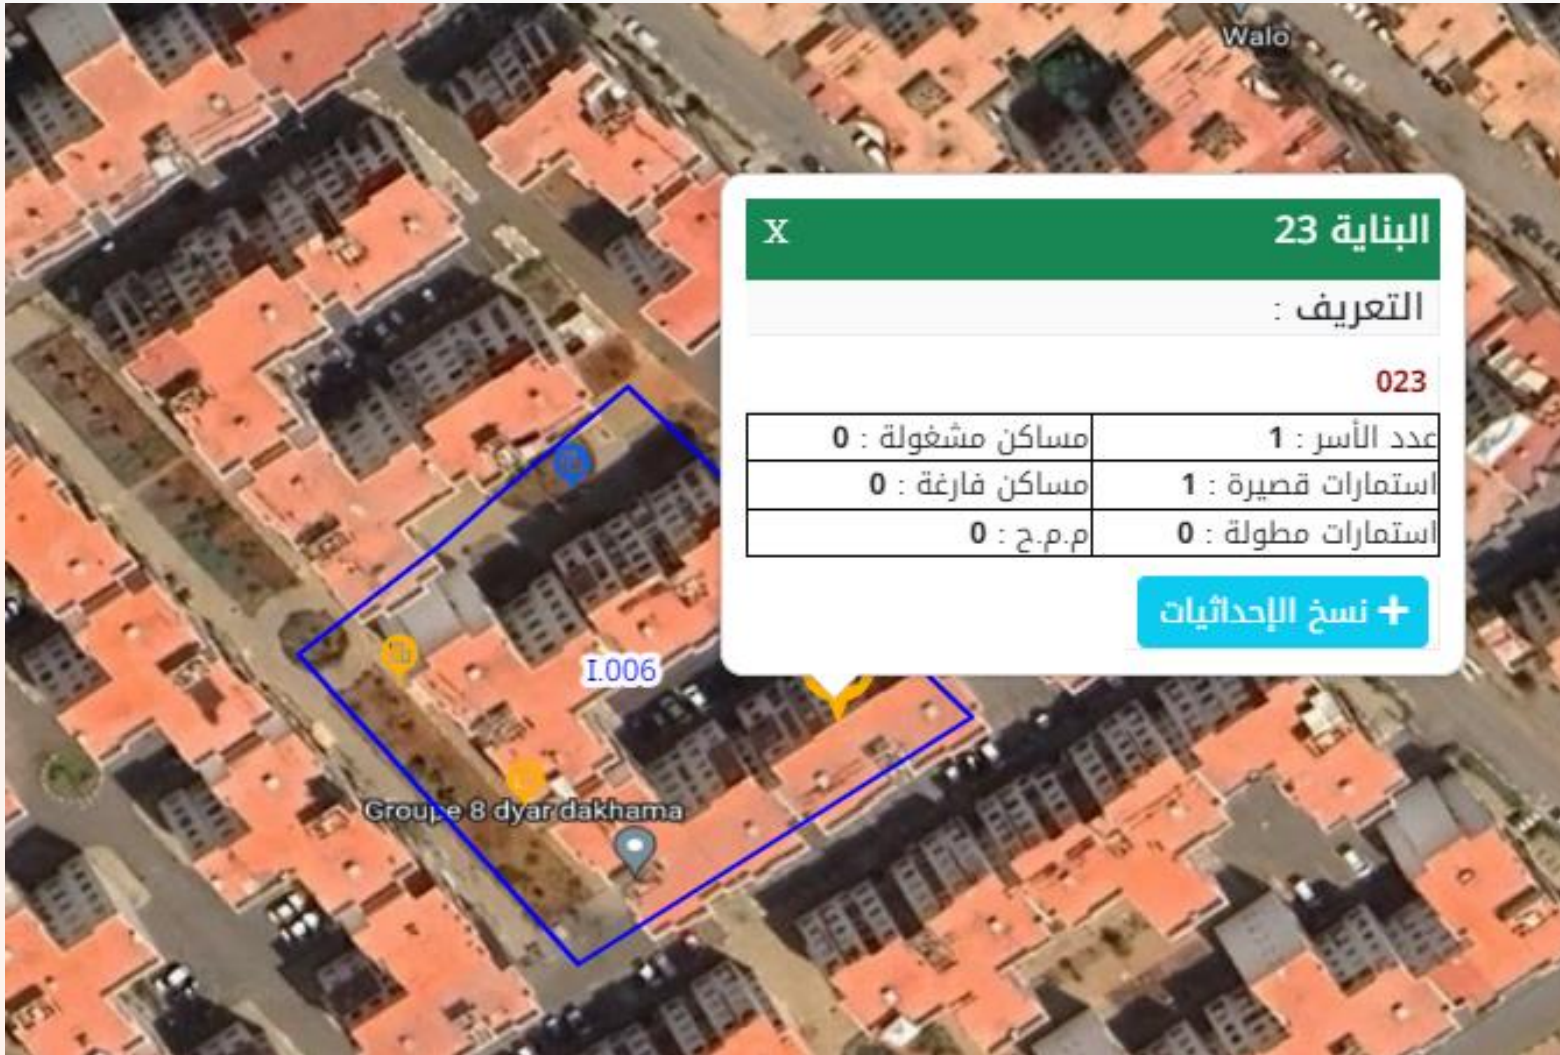 Walo
البناية 23
X
التعريف :
023
عدد الأسر : 1
مساكن مشغولة : 0
استمارات قصيرة : 1
مساكن فارغة : 0
استمارات مطولة : 0
م.م.ح : 0
+ نسخ الإحداثيات
I.006
Groupe 8 dyar dakhama